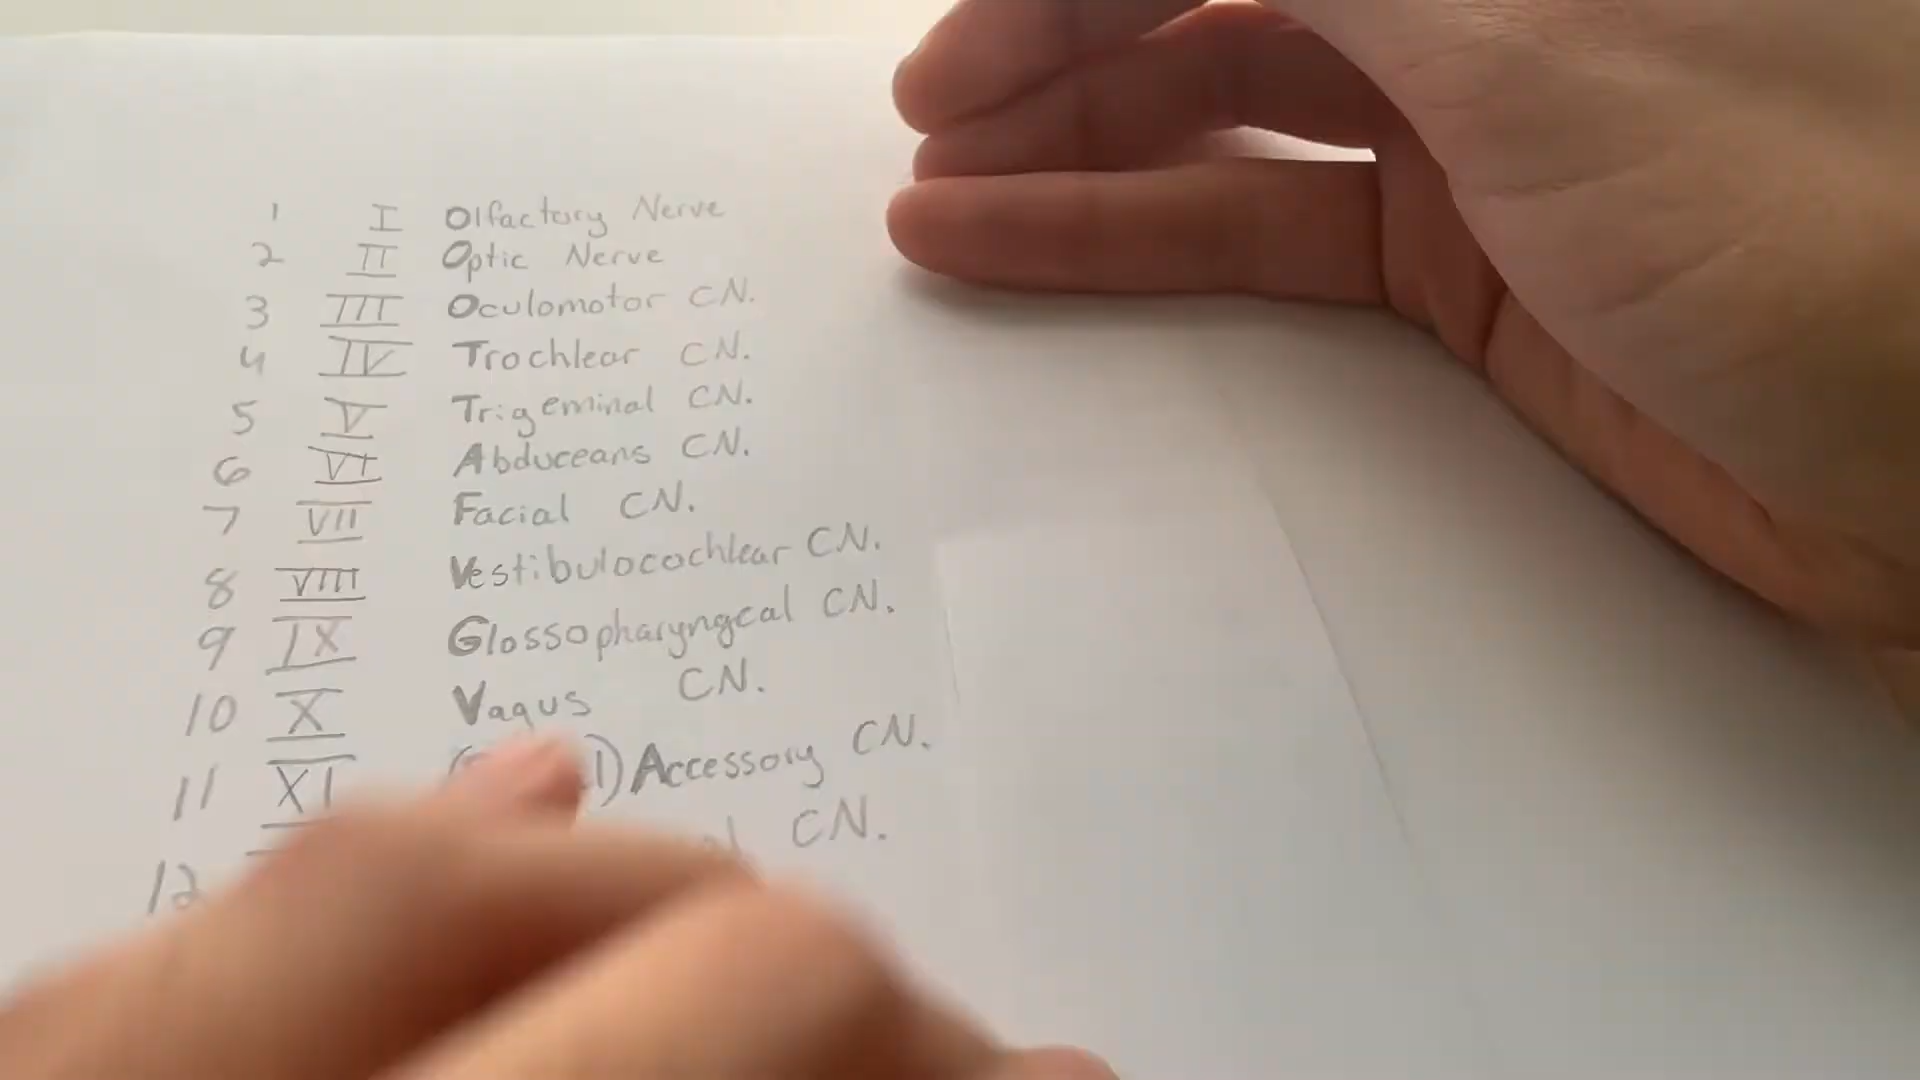 1 I Olfactory Nerve
2 II Optic Nerve
3 III Oculomotor CN.
4 IV Trochlear CN.
5 V Trigeminal CN.
6 VI Abduceans CN.
7 VII Facial CN.
8 VIII Vestibulocochlear CN.
9 IX Glossopharyngeal CN.
10 X Vagus CN.
11 XI Accessory CN.
12 CN.